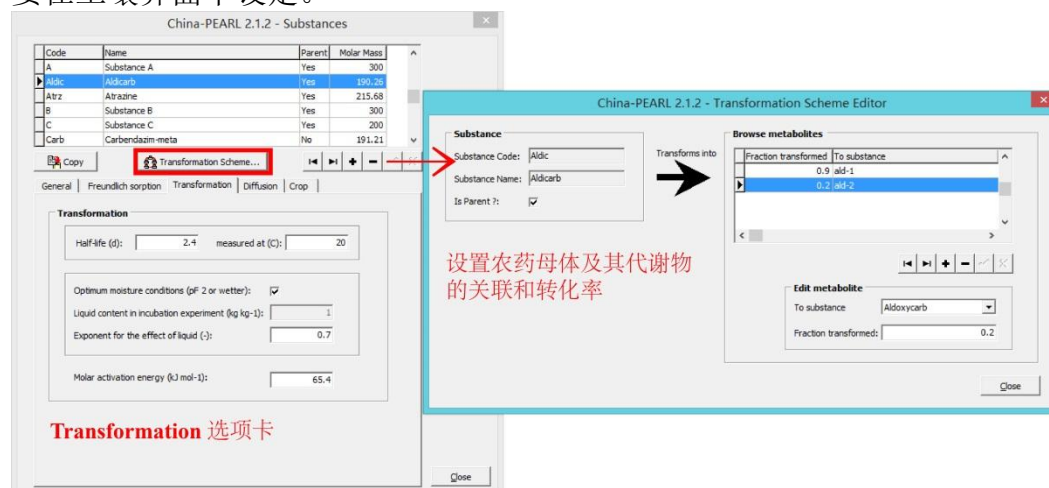 China-PEARL 2.1.2 - Substances
Code Name Parent Molar Mass
A Substance A Yes 300
Aldic Aldicarb Yes 190.26
Atrz Atrazine Yes 215.68
B Substance B Yes 300
C Substance C Yes 200
Carb Carbendazim-meta No 191.21
Copy Transformation Scheme...
General Freundlich sorption Transformation Diffusion Crop
Transformation
Half-life (d): 2.4 measured at (C): 20
Optimum moisture conditions (pF 2 or wetter):
Liquid content in incubation experiment (kg kg-1): 1
Exponent for the effect of liquid (-): 0.7
Molar activation energy (kJ mol-1): 65.4
Transformation 选项卡
Close
China-PEARL 2.1.2 - Transformation Scheme Editor
Substance
Substance Code: Aldic
Substance Name: Aldicarb
Is Parent ?:
Transforms into
Browse metabolites
Fraction transformed To substance
0.9 ald-1
0.2 ald-2
设置农药母体及其代谢物
的关联和转化率
Edit metabolite
To substance Aldoxycarb
Fraction transformed: 0.2
Close